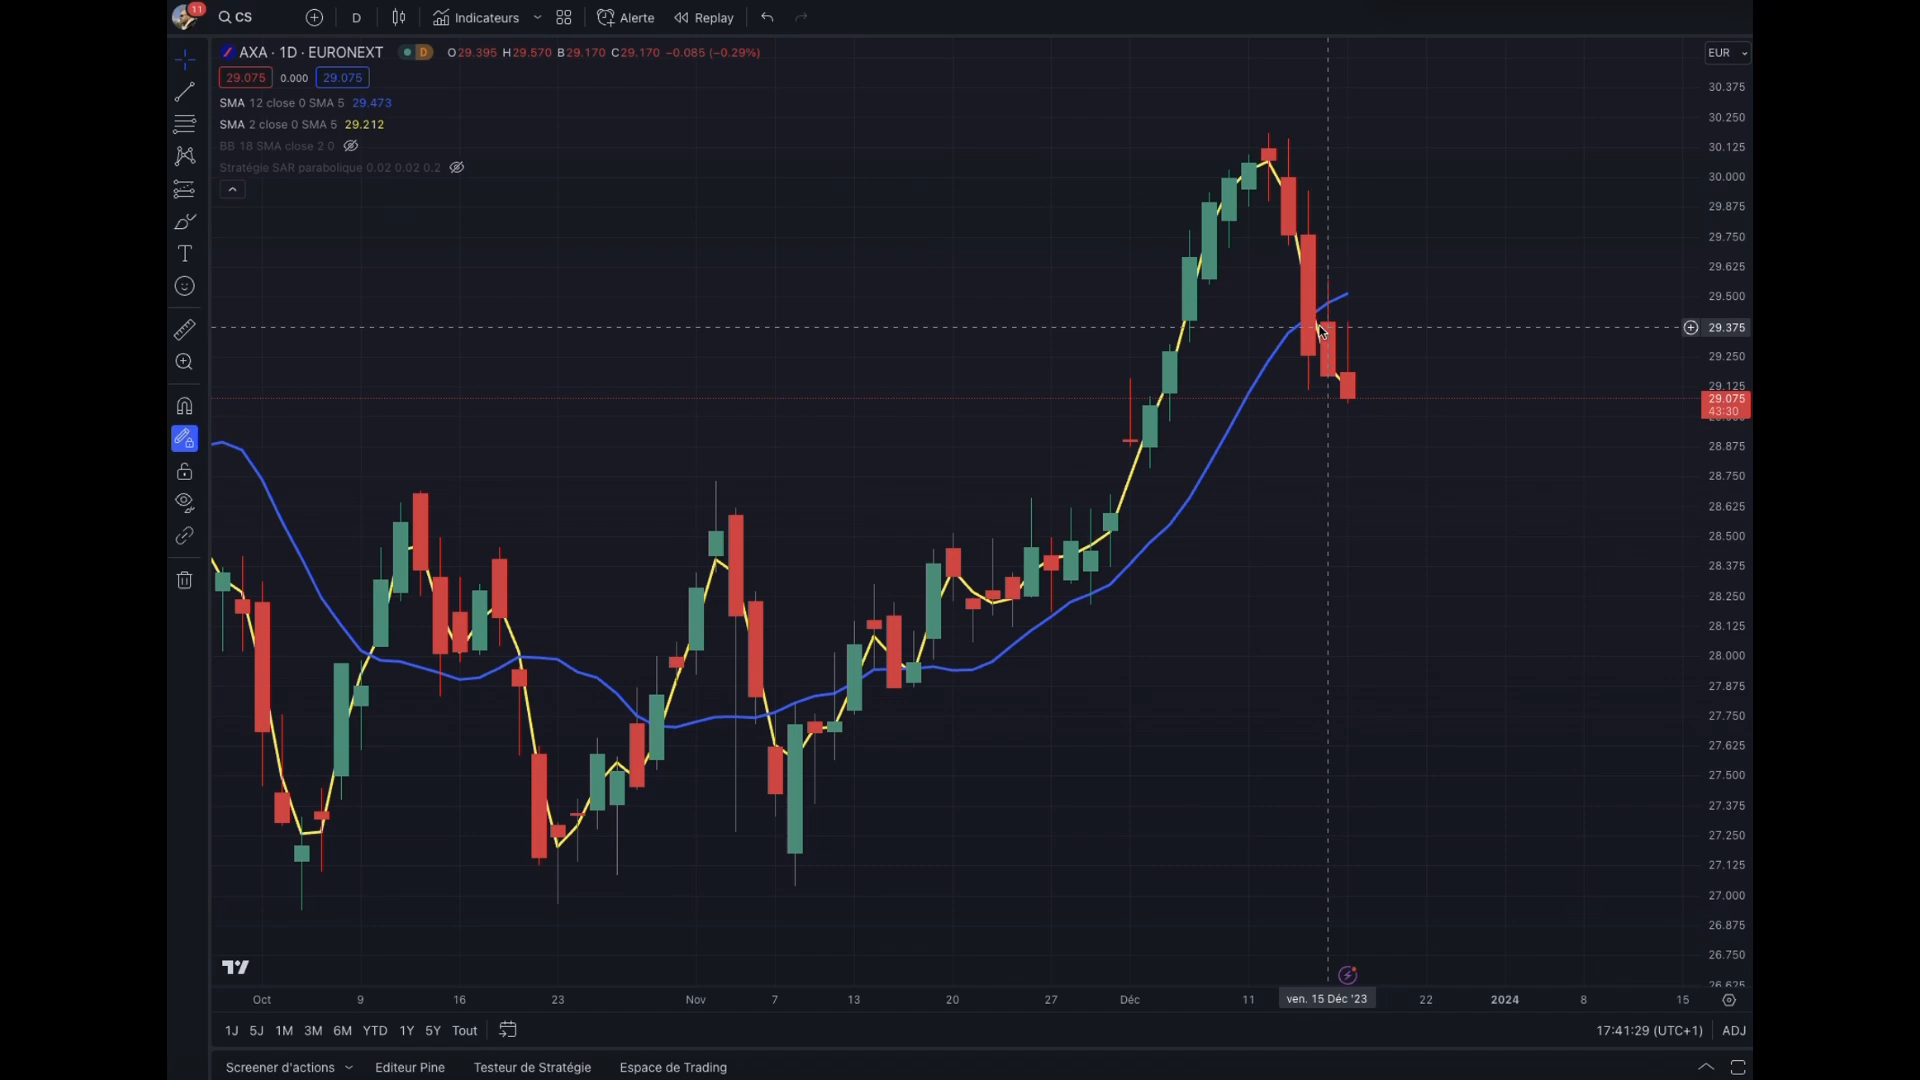 11
CS
D
Indicateurs
Alerte
Replay
AXA · 1D · EURONEXT
D
O29.395 H29.570 B29.170 C29.170 −0.085 (−0.29%)
EUR
29.075
0.000
29.075
SMA 12 close 0 SMA 5 29.473
SMA 2 close 0 SMA 5 29.212
BB 18 SMA close 2 0
Stratégie SAR parabolique 0.02 0.02 0.2
30.375
30.250
30.125
30.000
29.875
29.750
29.625
29.500
29.375
29.250
29.125
29.075
43:30
28.875
28.750
28.625
28.500
28.375
28.250
28.125
28.000
27.875
27.750
27.625
27.500
27.375
27.250
27.125
27.000
26.875
26.750
26.625
Oct
9
16
23
Nov
7
13
20
27
Déc
11
ven. 15 Déc '23
22
2024
8
15
1J
5J
1M
3M
6M
YTD
1Y
5Y
Tout
17:41:29 (UTC+1)
ADJ
Screener d'actions
Editeur Pine
Testeur de Stratégie
Espace de Trading